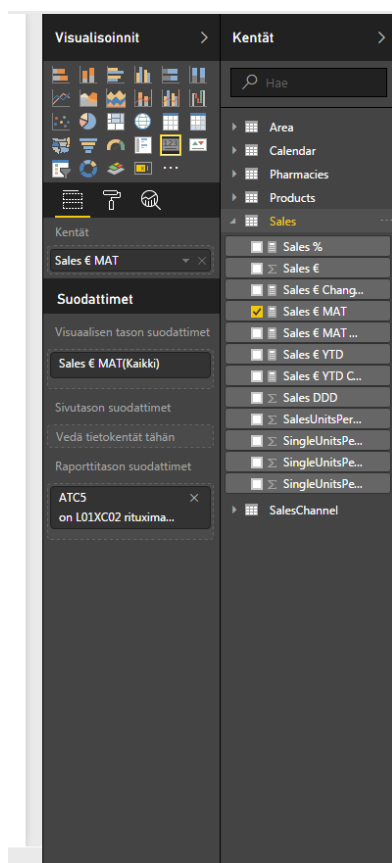 Visualisoinnit
Kentät
Hae
Area
Calendar
Pharmacies
Products
Sales
Sales %
Sales €
Sales € Chang...
Sales € MAT
Sales € MAT ...
Sales € YTD
Sales € YTD C...
Sales DDD
SalesUnitsPer...
SingleUnitsPe...
SingleUnitsPe...
SingleUnitsPe...
SalesChannel
123
Kentät
Sales € MAT
Suodattimet
Visuaalisen tason suodattimet
Sales € MAT(Kaikki)
Sivutason suodattimet
Vedä tietokentät tähän
Raporttitason suodattimet
ATC5
on L01XC02 rituxima...